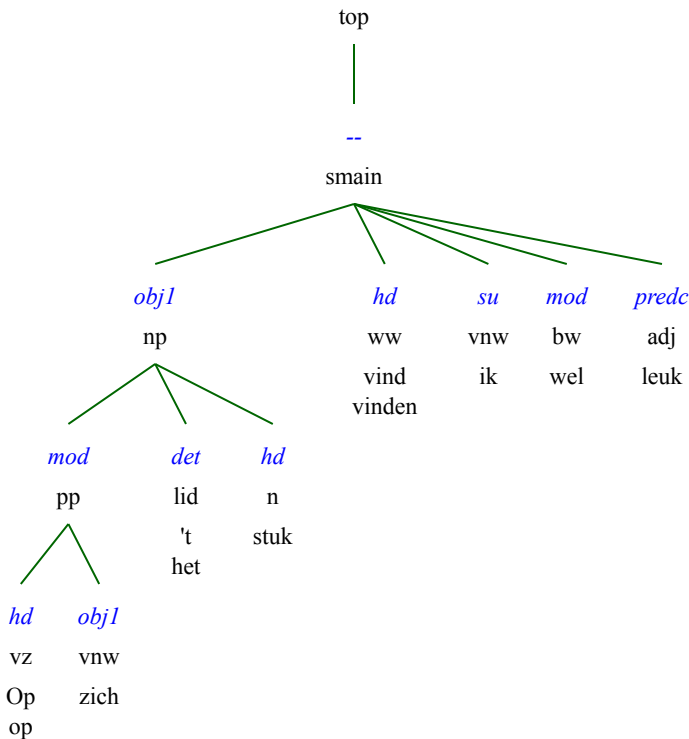 top
--
smain
obj1 hd su mod predc
np ww vnw bw adj
vind ik wel leuk
vinden
mod det hd
pp lid n
't stuk
het
hd obj1
vz vnw
Op zich
op